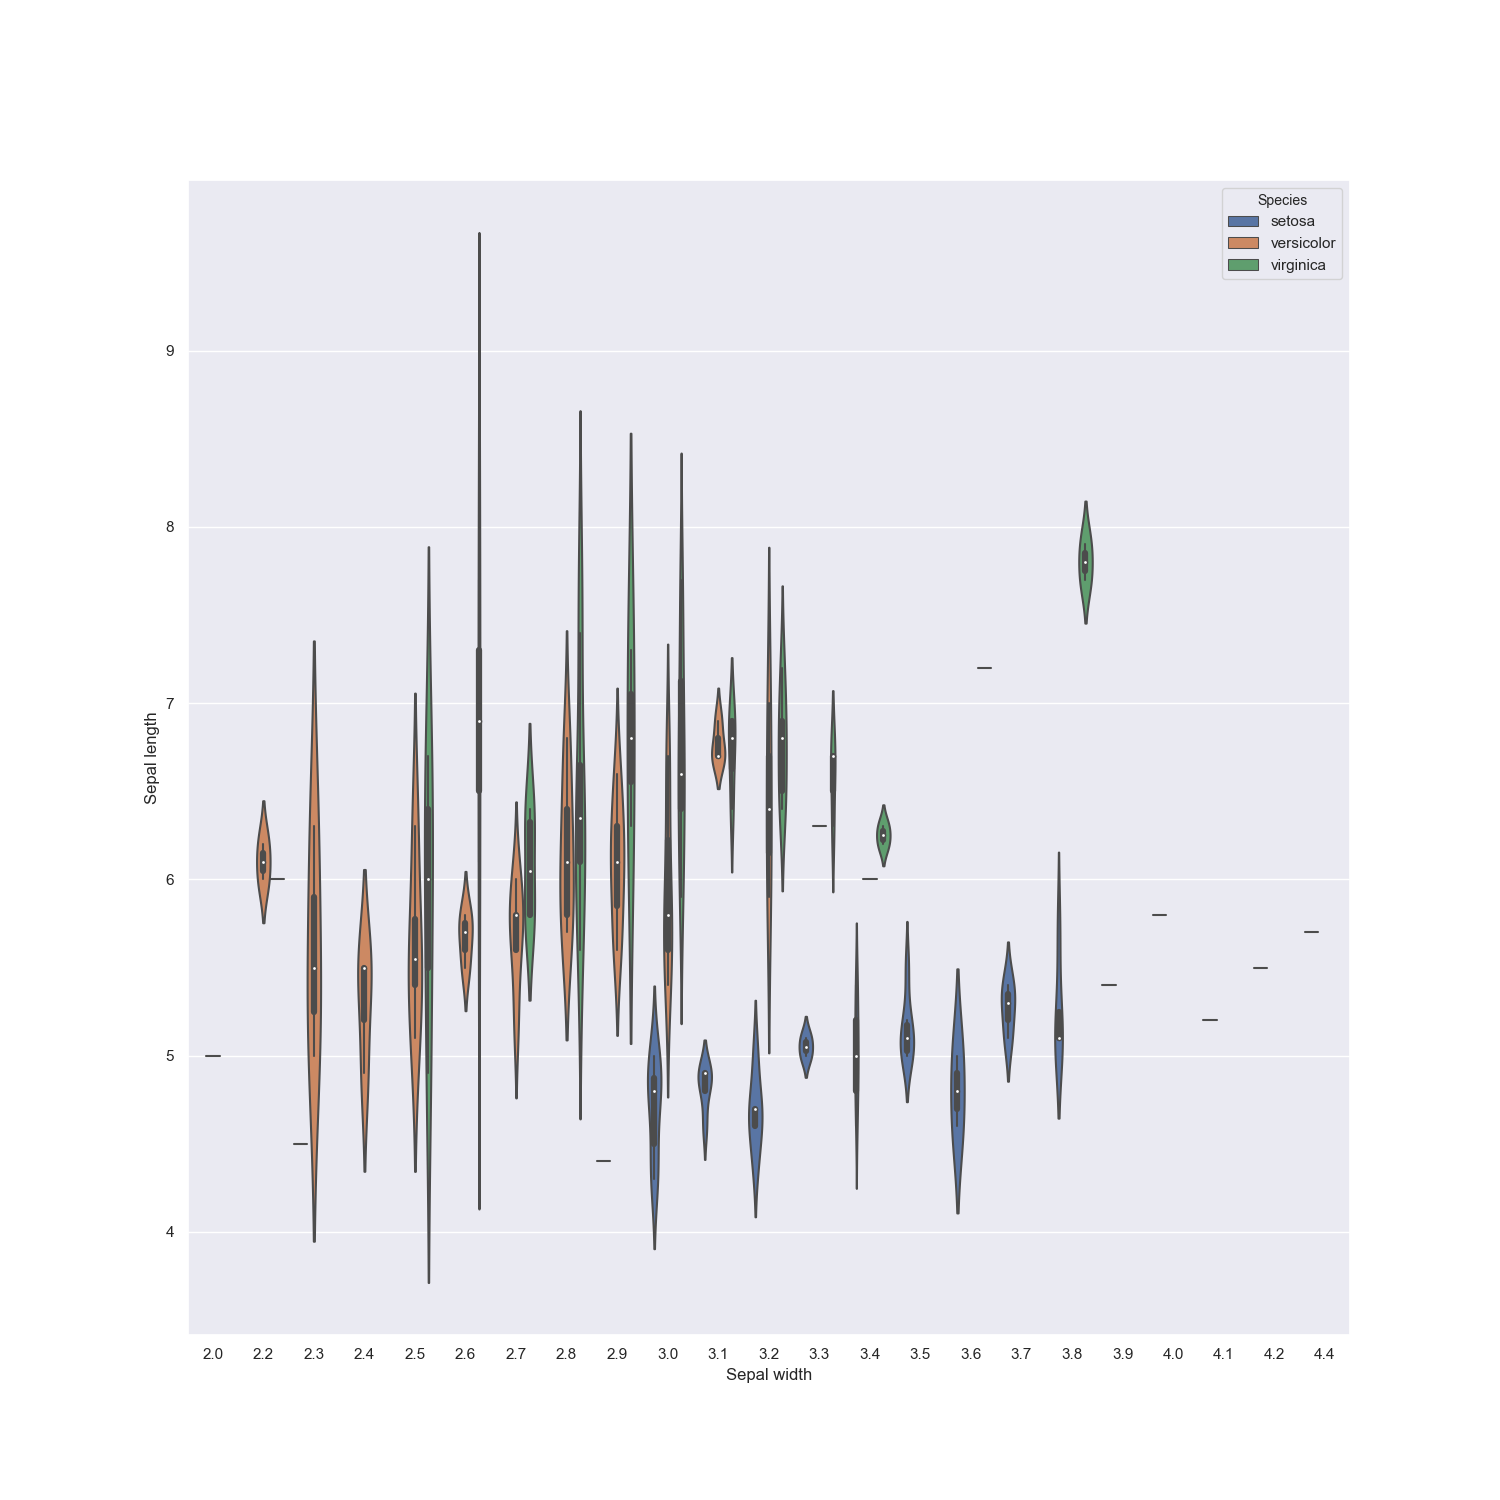 Species
setosa
versicolor
virginica
9
8
7
6
5
4
Sepal length
2.0 2.2 2.3 2.4 2.5 2.6 2.7 2.8 2.9 3.0 3.1 3.2 3.3 3.4 3.5 3.6 3.7 3.8 3.9 4.0 4.1 4.2 4.4
Sepal width